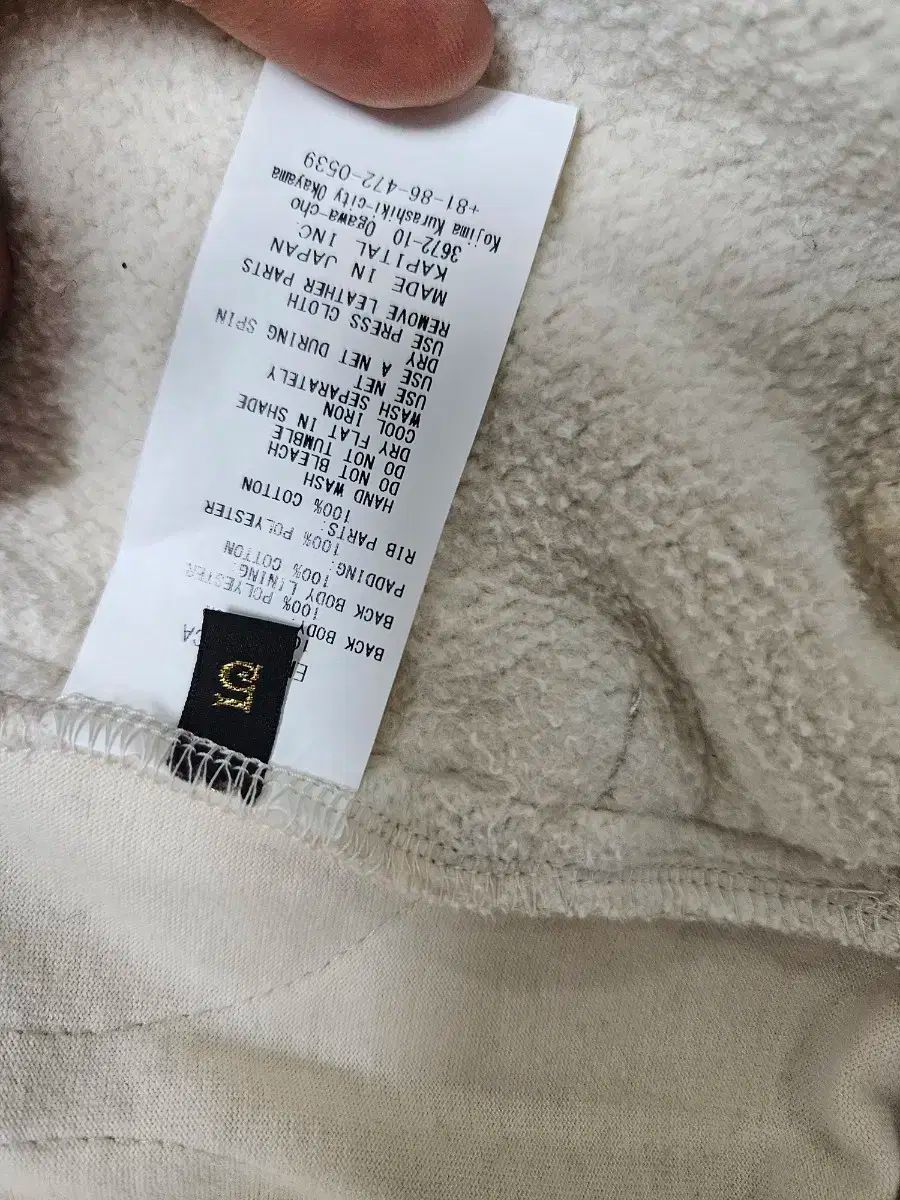 5
BACK BODY:
100% POLYESTER
BACK BODY LINING:
100% COTTON
PADDING:
100% POLYESTER
RIB PARTS:
100% COTTON
HAND WASH
DO NOT BLEACH
DO NOT TUMBLE
DRY FLAT IN SHADE
COOL IRON
WASH SEPARATELY
USE NET
USE A NET DURING SPIN
DRY
USE PRESS CLOTH
REMOVE LEATHER PARTS
MADE IN JAPAN
KAPITAL INC.
3672-10 Ogawa-cho
Kojima Kurashiki-city Okayama
+81-86-472-0539